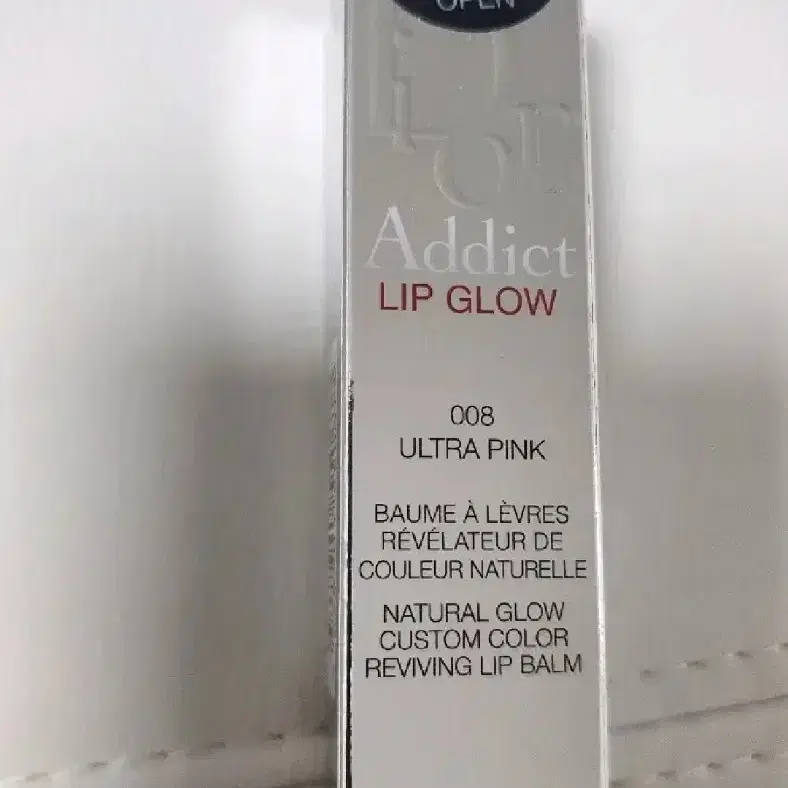 OPEN
Dior
Addict
LIP GLOW
008
ULTRA PINK
BAUME À LÈVRES
RÉVÉLATEUR DE
COULEUR NATURELLE
NATURAL GLOW
CUSTOM COLOR
REVIVING LIP BALM